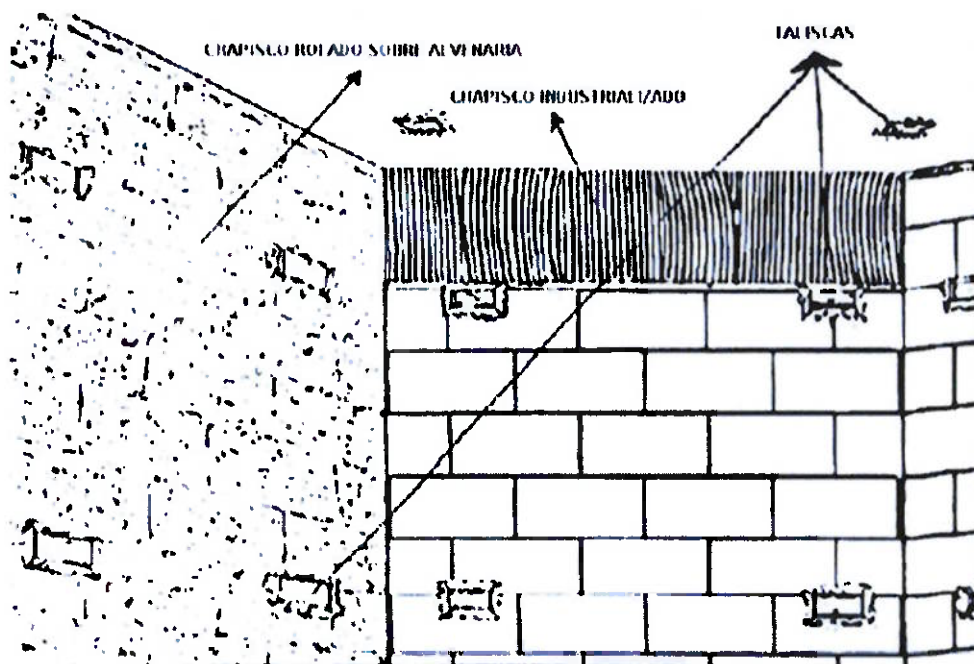 TALISCAS
CHAPISCO ROLADO SOBRE ALVENARIA
CHAPISCO INDUSTRIALIZADO